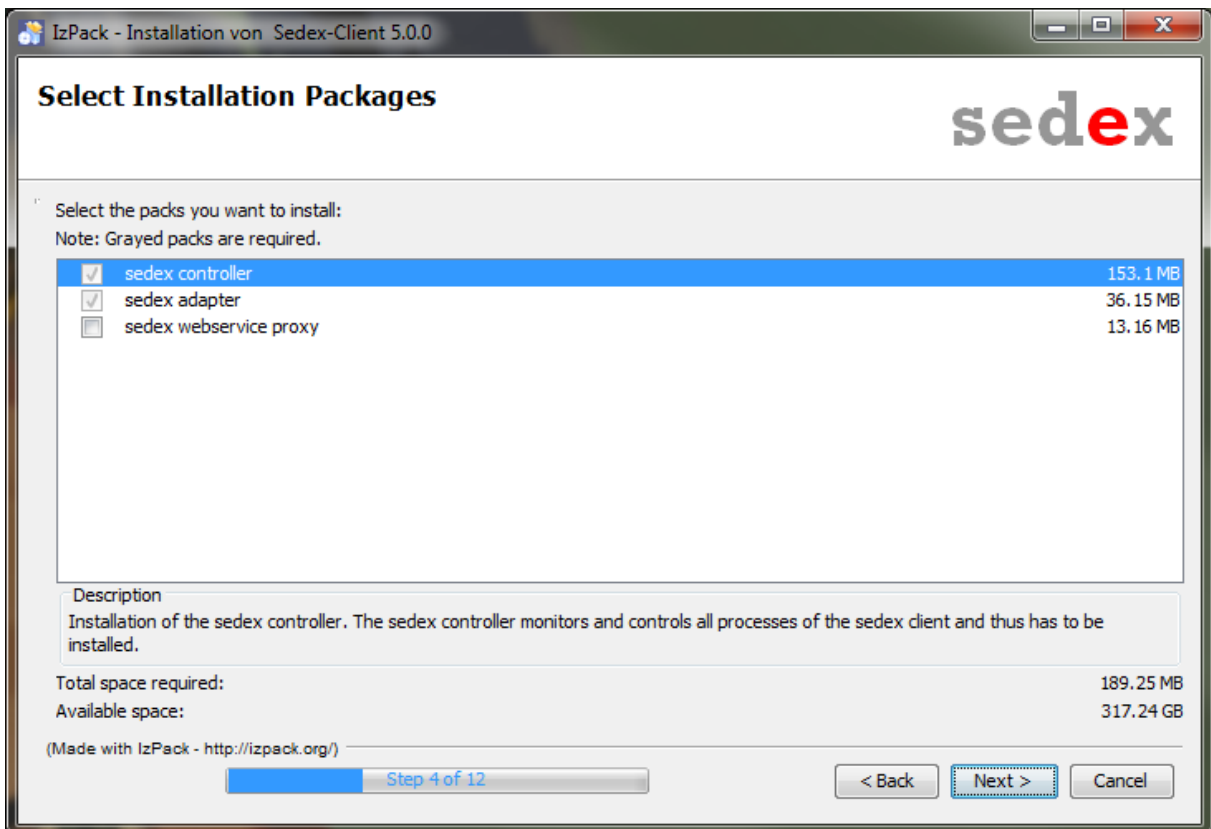 IzPack - Installation von Sedex-Client 5.0.0
Select Installation Packages
sedex
Select the packs you want to install:
Note: Grayed packs are required.
sedex controller 153.1 MB
sedex adapter 36.15 MB
sedex webservice proxy 13.16 MB
Description
Installation of the sedex controller. The sedex controller monitors and controls all processes of the sedex client and thus has to be
installed.
Total space required: 189.25 MB
Available space: 317.24 GB
(Made with IzPack - http://izpack.org/)
Step 4 of 12
< Back Next > Cancel